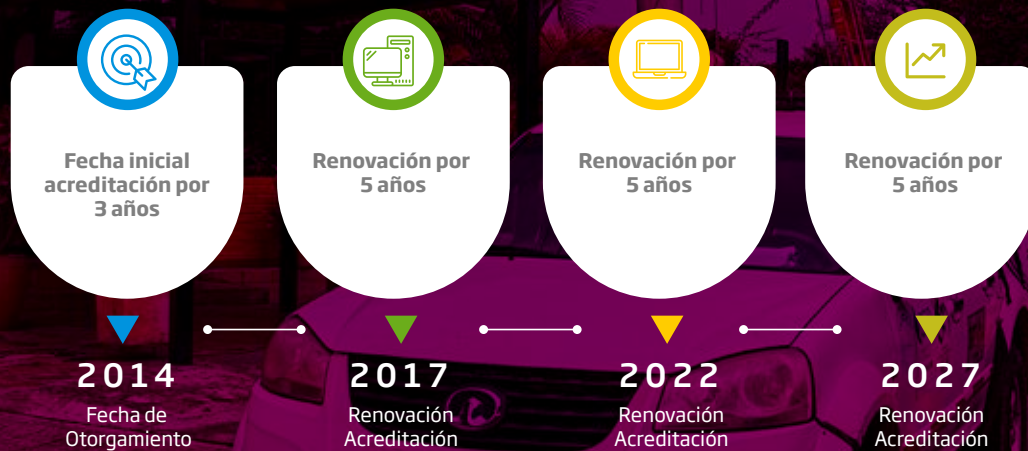 Fecha inicial
acreditación por
3 años
Renovación por
5 años
Renovación por
5 años
Renovación por
5 años
2014
Fecha de
Otorgamiento
2017
Renovación
Acreditación
2022
Renovación
Acreditación
2027
Renovación
Acreditación